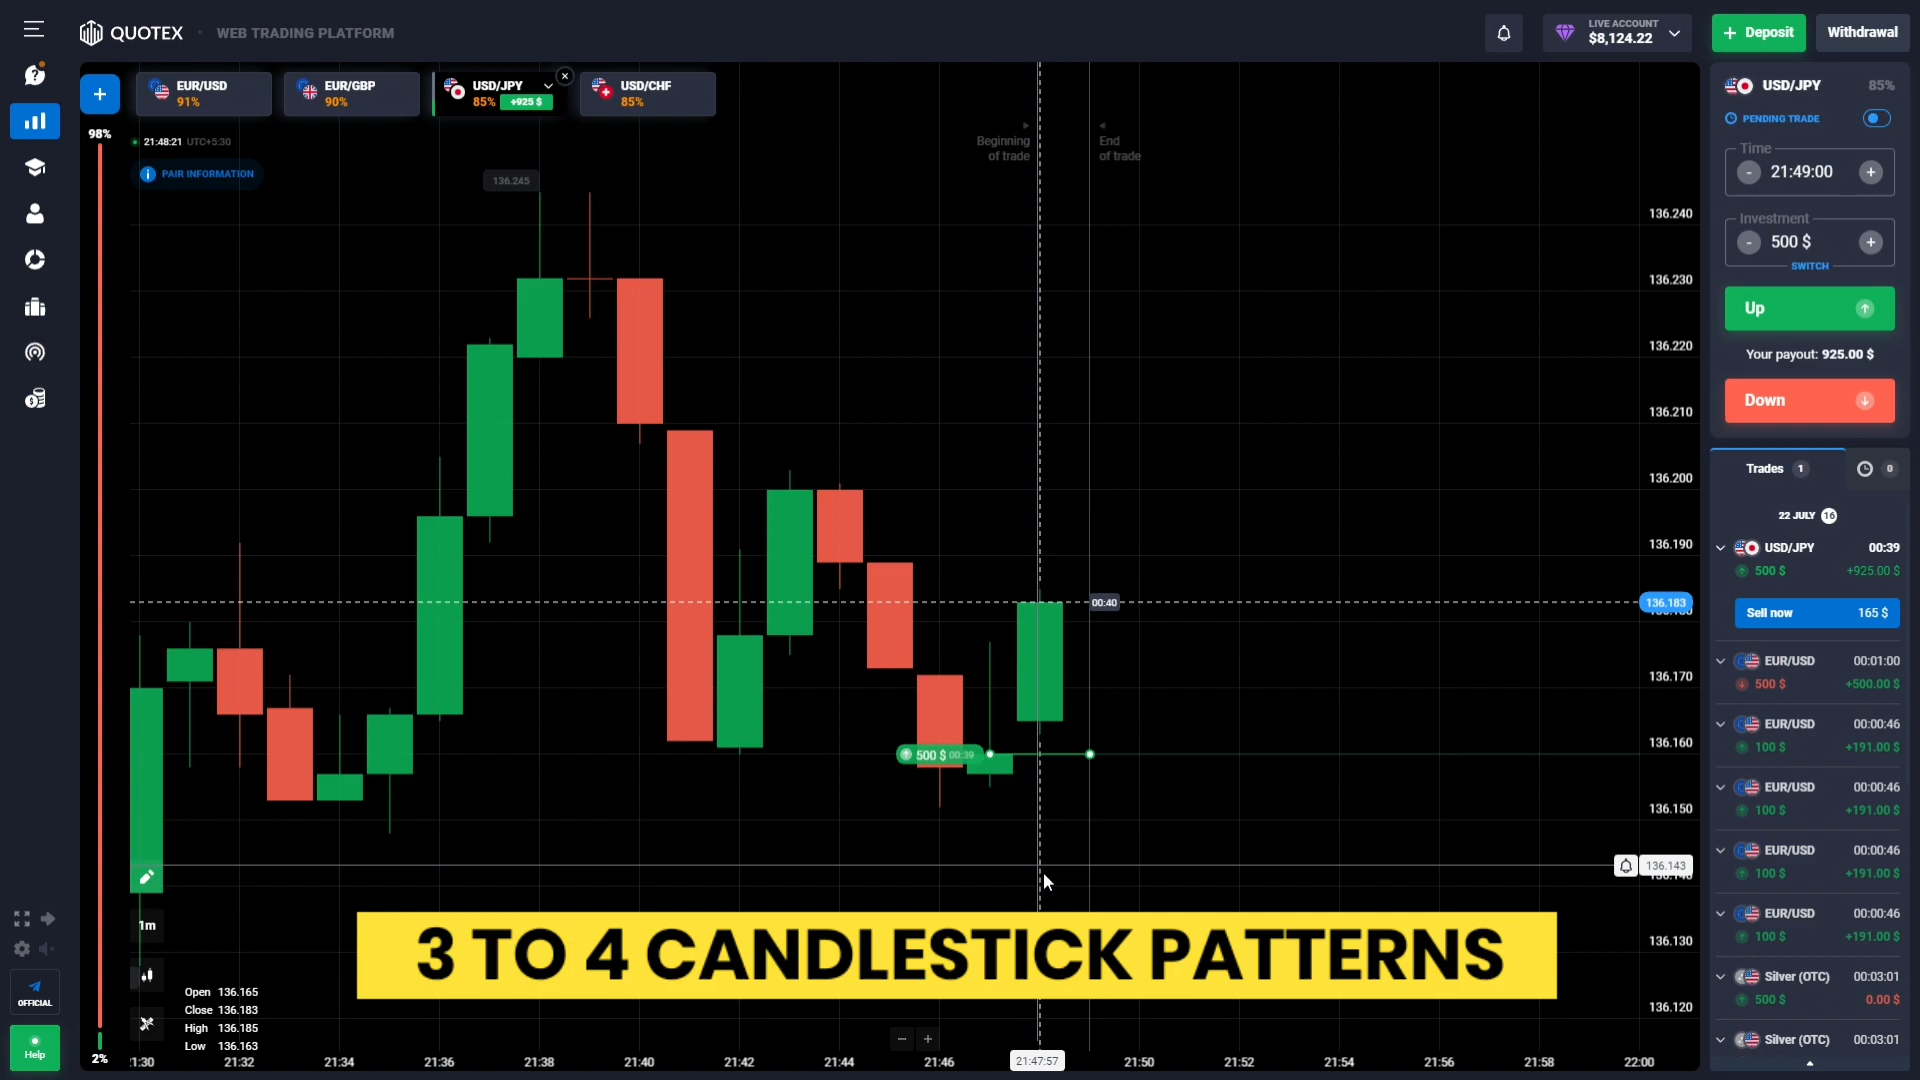 QUOTEX
WEB TRADING PLATFORM
LIVE ACCOUNT
$8,124.22
+ Deposit
Withdrawal
EUR/USD
91%
EUR/GBP
90%
USD/JPY
85% +925 $
USD/CHF
85%
98%
21:48:21 UTC+5:30
PAIR INFORMATION
136.245
Beginning
of trade
End
of trade
136.240
136.230
136.220
136.210
136.200
136.190
136.183
136.170
136.160
136.150
136.143
136.130
136.120
00:40
500 $ 00:39
1m
Open 136.165
Close 136.183
High 136.185
Low 136.163
3 TO 4 CANDLESTICK PATTERNS
2%
OFFICIAL
Help
21:30
21:32
21:34
21:36
21:38
21:40
21:42
21:44
21:46
21:47:57
21:50
21:52
21:54
21:56
21:58
22:00
USD/JPY 85%
PENDING TRADE
Time
- 21:49:00 +
Investment
- 500 $ +
SWITCH
Up
Your payout: 925.00 $
Down
Trades 1
0
22 JULY 16
USD/JPY 00:39
500 $ +925.00 $
Sell now 165 $
EUR/USD 00:01:00
500 $ +500.00 $
EUR/USD 00:00:46
100 $ +191.00 $
EUR/USD 00:00:46
100 $ +191.00 $
EUR/USD 00:00:46
100 $ +191.00 $
EUR/USD 00:00:46
100 $ +191.00 $
Silver (OTC) 00:03:01
500 $ 0.00 $
Silver (OTC) 00:03:01